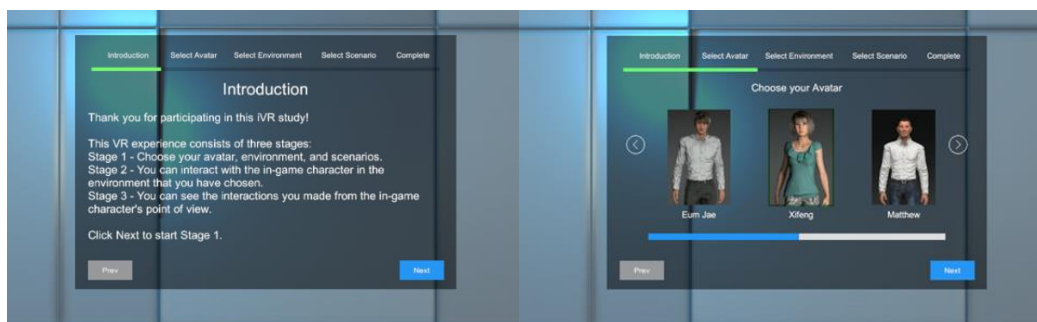 Introduction Select Avatar Select Environment Select Scenario Complete
Introduction
Thank you for participating in this iVR study!
This VR experience consists of three stages:
Stage 1 - Choose your avatar, environment, and scenarios.
Stage 2 - You can interact with the in-game character in the
environment that you have chosen.
Stage 3 - You can see the interactions you made from the in-game
character's point of view.
Click Next to start Stage 1.
Prev Next
Introduction Select Avatar Select Environment Select Scenario Complete
Choose your Avatar
Eum Jae Xifeng Matthew
Prev Next